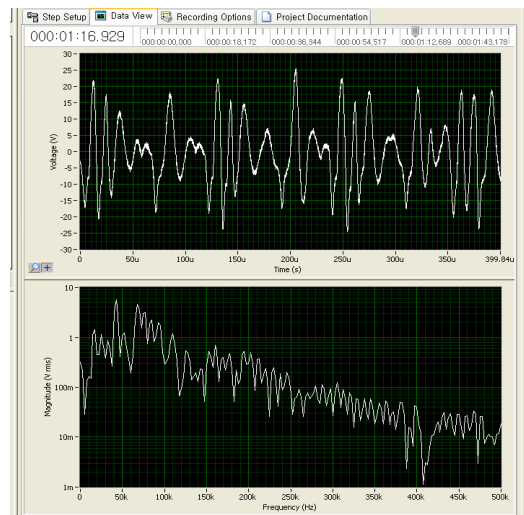 Step Setup Data View Recording Options Project Documentation
000:01:16.929
000:00:00,000 000:00:18,172 000:00:36,344 000:00:54,517 000:01:12,689 000:01:43,178
30
25
20
15
10
5
0
-5
-10
-15
-20
-25
-30
Voltage (V)
0 50u 100u 150u 200u 250u 300u 350u 399.84u
Time (s)
10
1
100m
10m
1m
Magnitude (V rms)
0 50k 100k 150k 200k 250k 300k 350k 400k 450k 500k
Frequency (Hz)